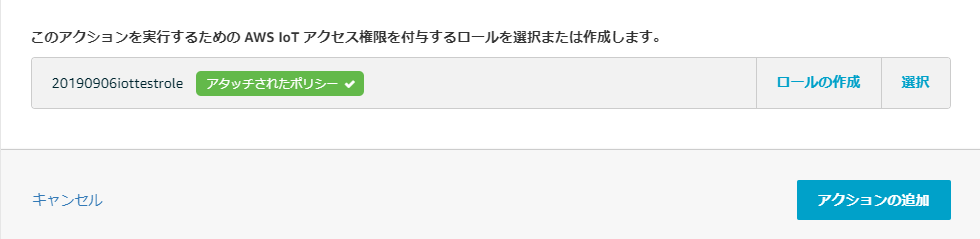 このアクションを実行するための AWS IoT アクセス権限を付与するロールを選択または作成します。
20190906iottestrole アタッチされたポリシー ロールの作成 選択
キャンセル アクションの追加